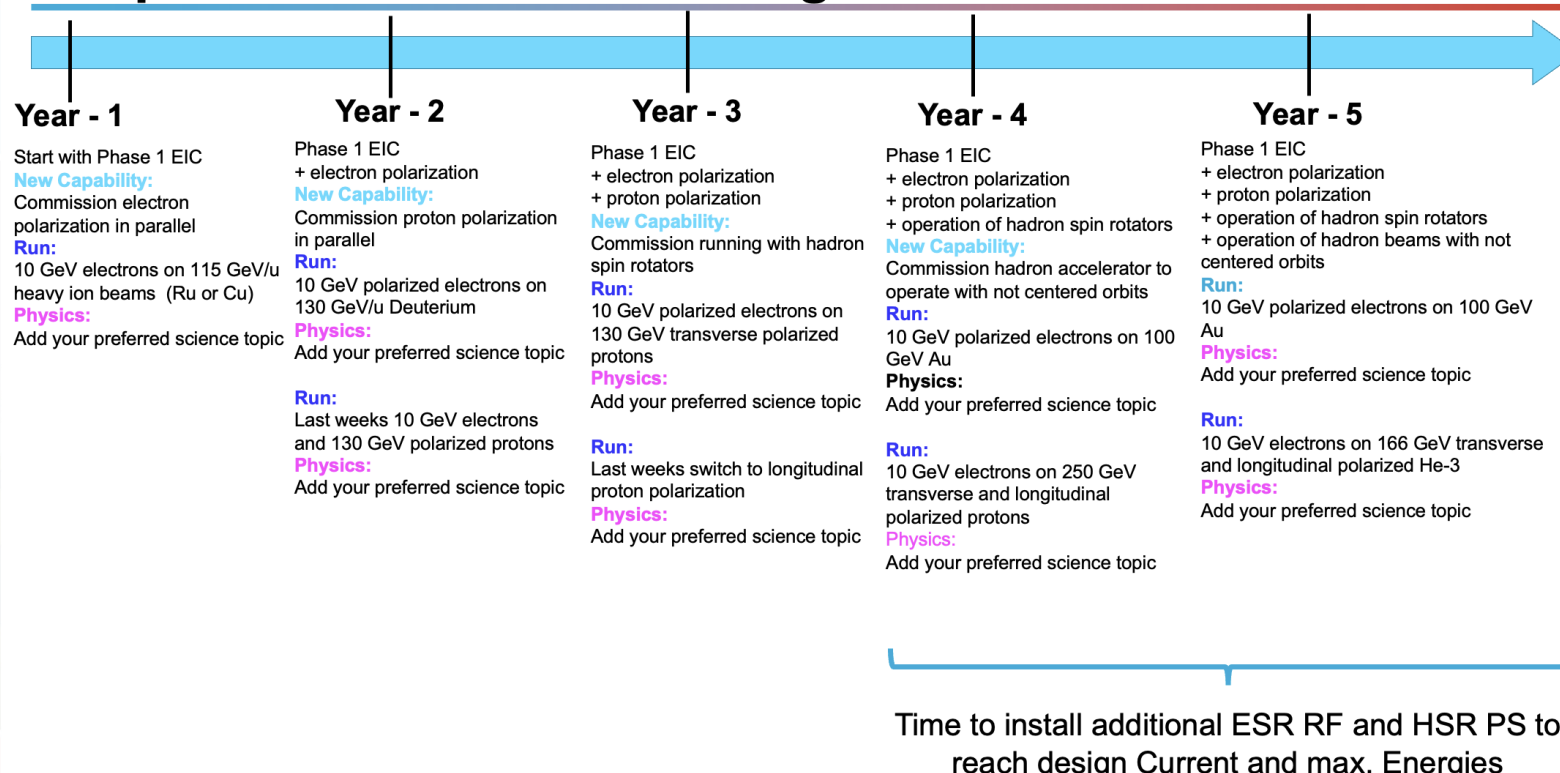 Year - 1
Start with Phase 1 EIC
New Capability:
Commission electron
polarization in parallel
Run:
10 GeV electrons on 115 GeV/u
heavy ion beams (Ru or Cu)
Physics:
Add your preferred science topic
Year - 2
Phase 1 EIC
+ electron polarization
New Capability:
Commission proton polarization
in parallel
Run:
10 GeV polarized electrons on
130 GeV/u Deuterium
Physics:
Add your preferred science topic
Run:
Last weeks 10 GeV electrons
and 130 GeV polarized protons
Physics:
Add your preferred science topic
Year - 3
Phase 1 EIC
+ electron polarization
+ proton polarization
New Capability:
Commission running with hadron
spin rotators
Run:
10 GeV polarized electrons on
130 GeV transverse polarized
protons
Physics:
Add your preferred science topic
Run:
Last weeks switch to longitudinal
proton polarization
Physics:
Add your preferred science topic
Year - 4
Phase 1 EIC
+ electron polarization
+ proton polarization
+ operation of hadron spin rotators
New Capability:
Commission hadron accelerator to
operate with not centered orbits
Run:
10 GeV polarized electrons on 100
GeV Au
Physics:
Add your preferred science topic
Run:
10 GeV electrons on 250 GeV
transverse and longitudinal
polarized protons
Physics:
Add your preferred science topic
Year - 5
Phase 1 EIC
+ electron polarization
+ proton polarization
+ operation of hadron spin rotators
+ operation of hadron beams with not
centered orbits
Run:
10 GeV polarized electrons on 100 GeV
Au
Physics:
Add your preferred science topic
Run:
10 GeV electrons on 166 GeV transverse
and longitudinal polarized He-3
Physics:
Add your preferred science topic
Time to install additional ESR RF and HSR PS to
reach design Current and max. Energies